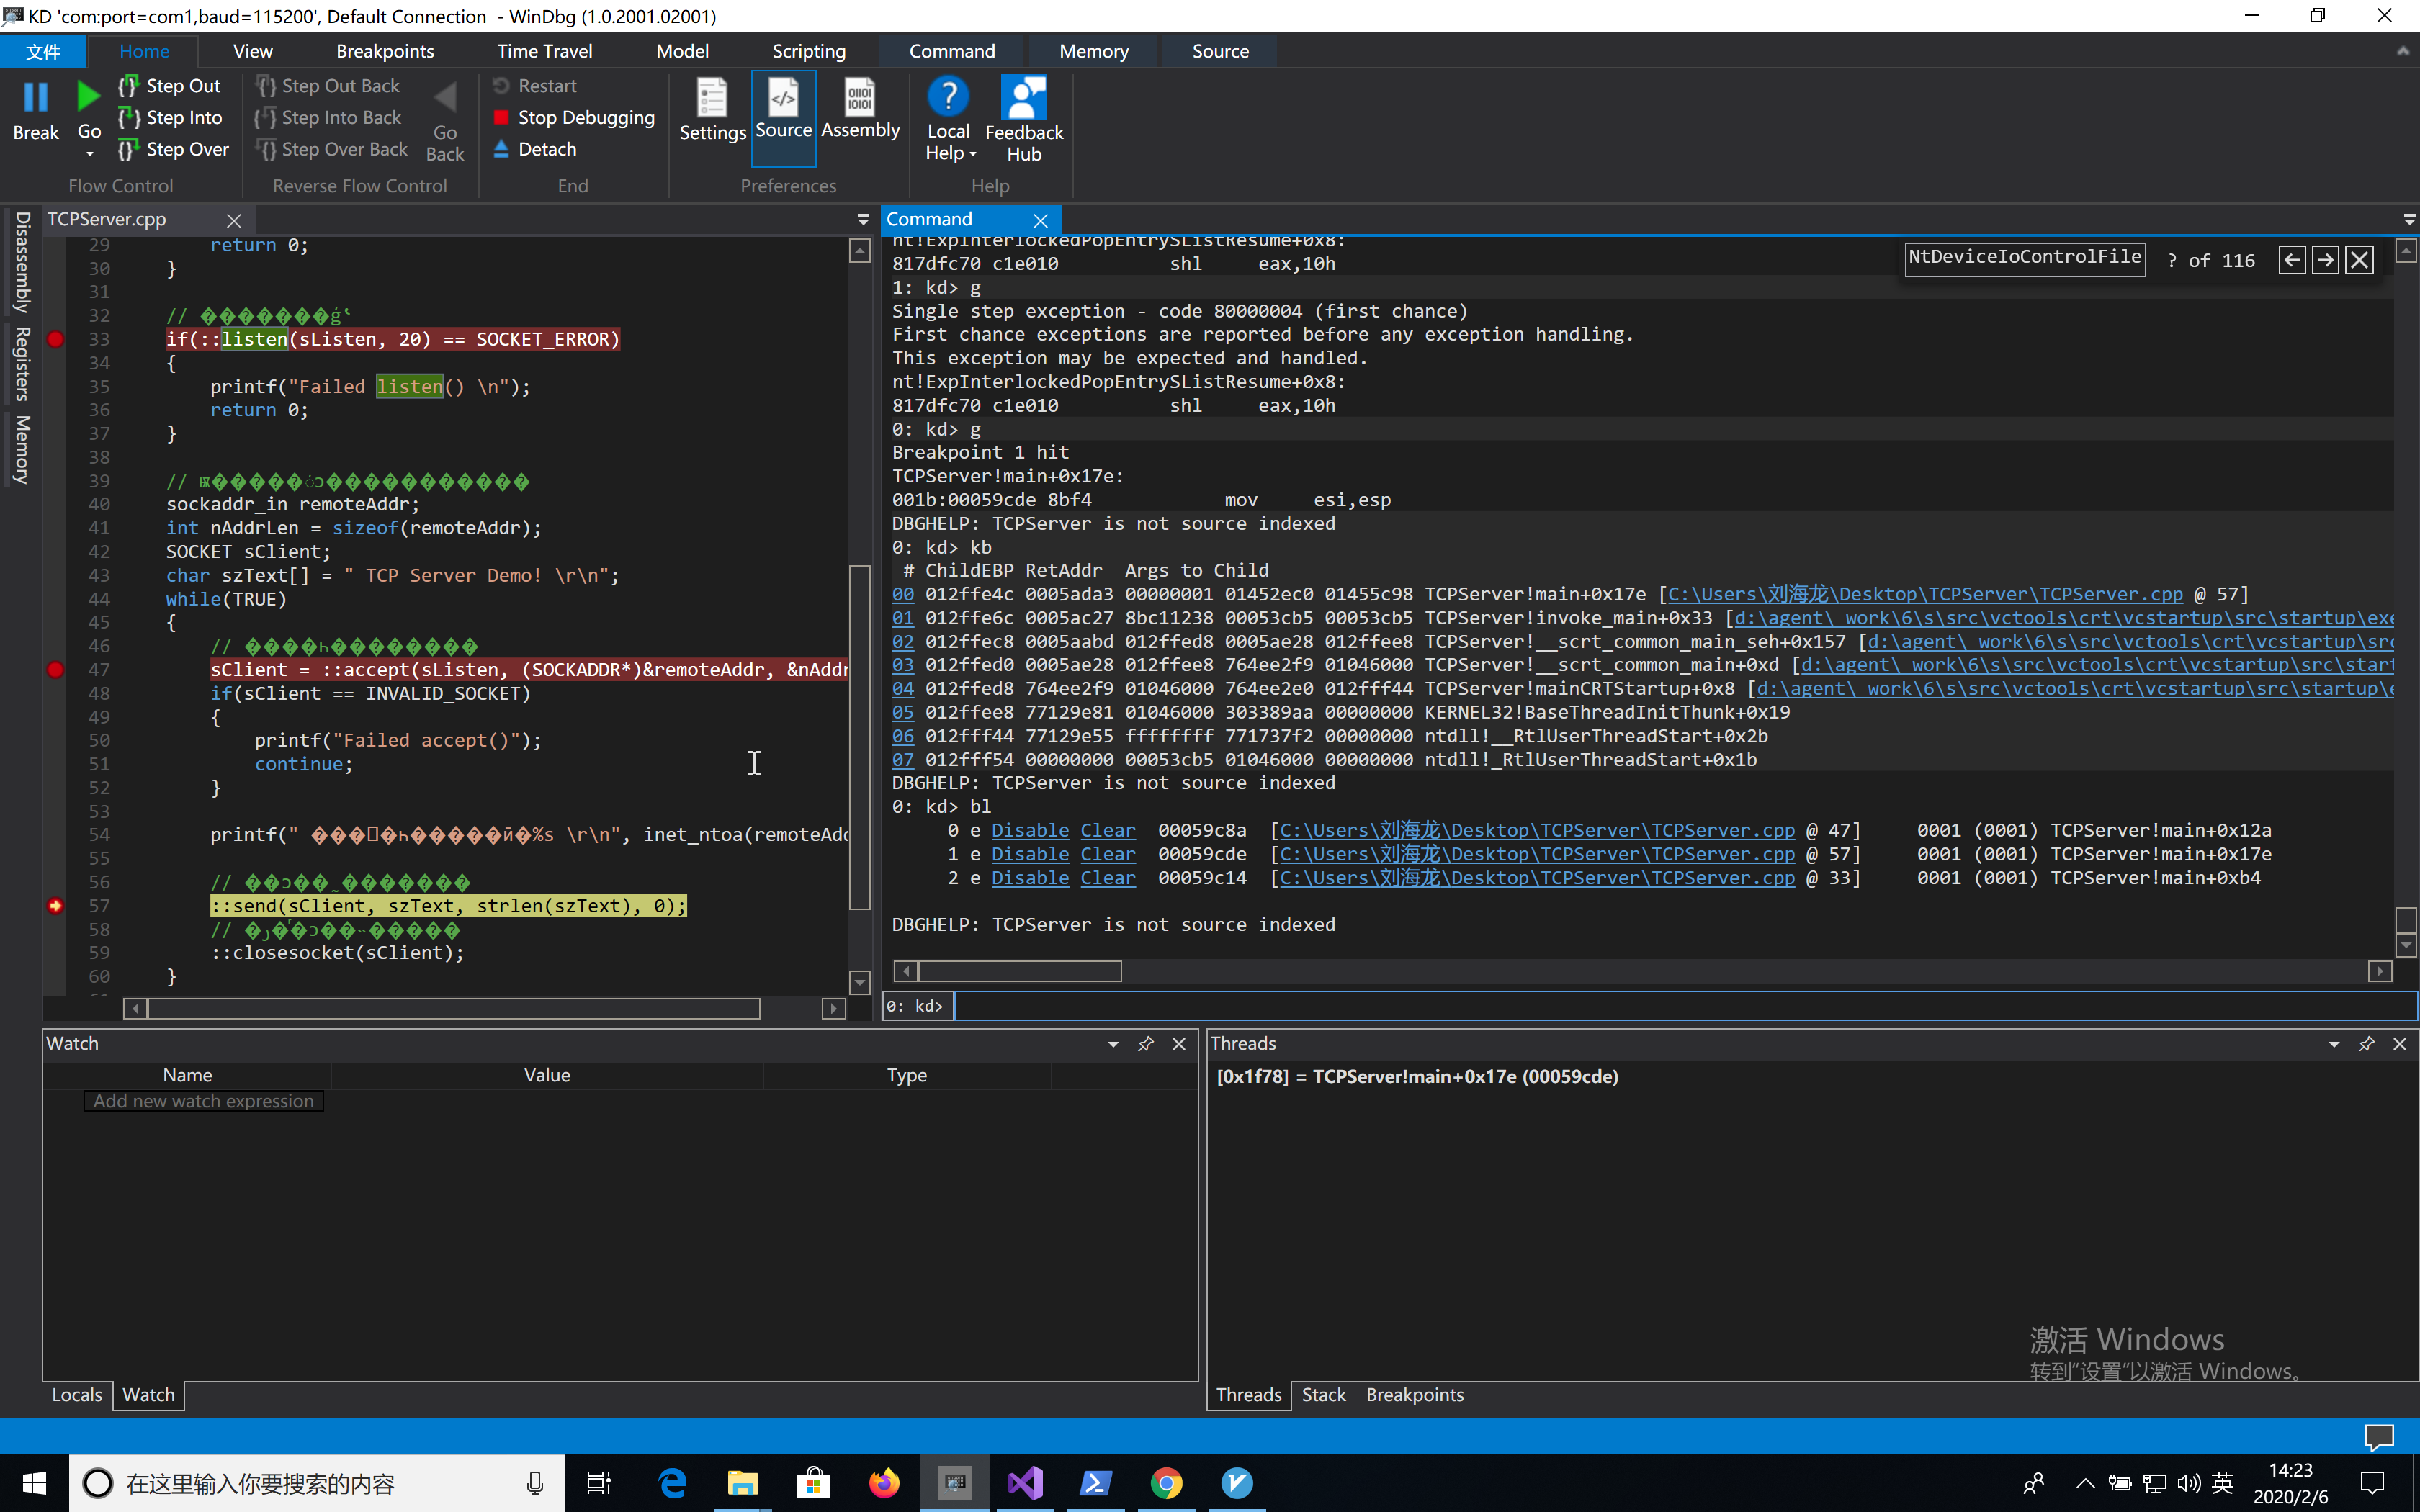 KD 'com:port=com1,baud=115200', Default Connection  - WinDbg (1.0.2001.02001)
文件 Home View Breakpoints Time Travel Model Scripting Command Memory Source
Break
Go
Step Out
Step Into
Step Over
Flow Control
Step Out Back
Step Into Back
Step Over Back
Go Back
Reverse Flow Control
Restart
Stop Debugging
Detach
End
Settings
Source
Assembly
Preferences
Local Help
Feedback Hub
Help
Disassembly
Registers
Memory
TCPServer.cpp
29 return 0;
30 }
31
32 //
33 if(::listen(sListen, 20) == SOCKET_ERROR)
34 {
35 printf("Failed listen() \n");
36 return 0;
37 }
38
39 //
40 sockaddr_in remoteAddr;
41 int nAddrLen = sizeof(remoteAddr);
42 SOCKET sClient;
43 char szText[] = " TCP Server Demo! \r\n";
44 while(TRUE)
45 {
46 //
47 sClient = ::accept(sListen, (SOCKADDR*)&remoteAddr, &nAddr
48 if(sClient == INVALID_SOCKET)
49 {
50 printf("Failed accept()");
51 continue;
52 }
53
54 printf(" %s \r\n", inet_ntoa(remoteAdd
55
56 //
57 ::send(sClient, szText, strlen(szText), 0);
58 //
59 ::closesocket(sClient);
60 }
Command
NtDeviceIoControlFile ? of 116
nt!ExpInterlockedPopEntrySListResume+0x8:
817dfc70 c1e010 shl eax,10h
1: kd> g
Single step exception - code 80000004 (first chance)
First chance exceptions are reported before any exception handling.
This exception may be expected and handled.
nt!ExpInterlockedPopEntrySListResume+0x8:
817dfc70 c1e010 shl eax,10h
0: kd> g
Breakpoint 1 hit
TCPServer!main+0x17e:
001b:00059cde 8bf4 mov esi,esp
DBGHELP: TCPServer is not source indexed
0: kd> kb
# ChildEBP RetAddr  Args to Child
00 012ffe4c 0005ada3 00000001 01452ec0 01455c98 TCPServer!main+0x17e [C:\Users\刘海龙\Desktop\TCPServer\TCPServer.cpp @ 57]
01 012ffe6c 0005ac27 8bc11238 00053cb5 00053cb5 TCPServer!invoke_main+0x33 [d:\agent\_work\6\s\src\vctools\crt\vcstartup\src\startup\exe
02 012ffec8 0005aabd 012ffed8 0005ae28 012ffee8 TCPServer!__scrt_common_main_seh+0x157 [d:\agent\_work\6\s\src\vctools\crt\vcstartup\src
03 012ffed0 0005ae28 012ffee8 764ee2f9 01046000 TCPServer!__scrt_common_main+0xd [d:\agent\_work\6\s\src\vctools\crt\vcstartup\src\start
04 012ffed8 764ee2f9 01046000 764ee2e0 012fff44 TCPServer!mainCRTStartup+0x8 [d:\agent\_work\6\s\src\vctools\crt\vcstartup\src\startup\e
05 012ffee8 77129e81 01046000 303389aa 00000000 KERNEL32!BaseThreadInitThunk+0x19
06 012fff44 77129e55 ffffffff 771737f2 00000000 ntdll!__RtlUserThreadStart+0x2b
07 012fff54 00000000 00053cb5 01046000 00000000 ntdll!_RtlUserThreadStart+0x1b
DBGHELP: TCPServer is not source indexed
0: kd> bl
0 e Disable Clear  00059c8a  [C:\Users\刘海龙\Desktop\TCPServer\TCPServer.cpp @ 47]     0001 (0001) TCPServer!main+0x12a
1 e Disable Clear  00059cde  [C:\Users\刘海龙\Desktop\TCPServer\TCPServer.cpp @ 57]     0001 (0001) TCPServer!main+0x17e
2 e Disable Clear  00059c14  [C:\Users\刘海龙\Desktop\TCPServer\TCPServer.cpp @ 33]     0001 (0001) TCPServer!main+0xb4
DBGHELP: TCPServer is not source indexed
0: kd>
Watch
Name Value Type
Add new watch expression
Locals Watch
Threads
[0x1f78] = TCPServer!main+0x17e (00059cde)
激活 Windows
转到“设置”以激活 Windows。
Threads Stack Breakpoints
在这里输入你要搜索的内容
英
14:23
2020/2/6